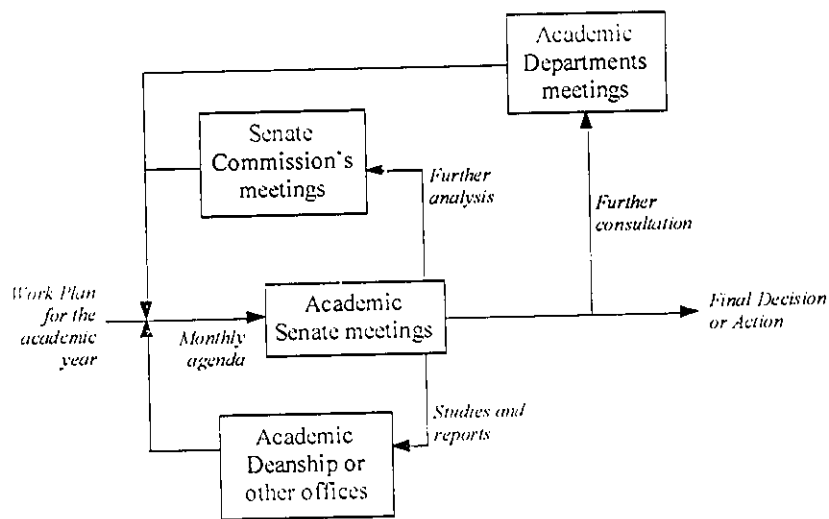 Academic
Departments
meetings
Senate
Commission's
meetings
Further
analysis
Further
consultation
Work Plan
for the
academic
year
Monthly
agenda
Academic
Senate meetings
Final Decision
or Action
Studies and
reports
Academic
Deanship or
other offices